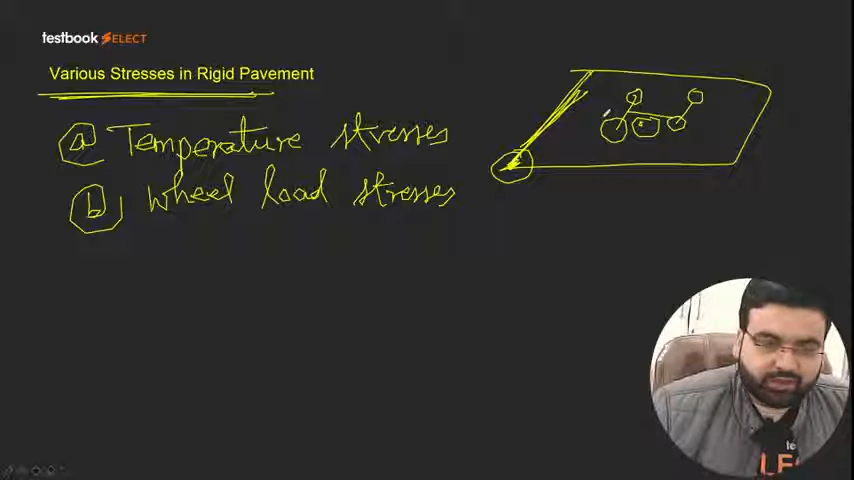 testbook SELECT
Various Stresses in Rigid Pavement
a Temperature stresses
b Wheel load stresses